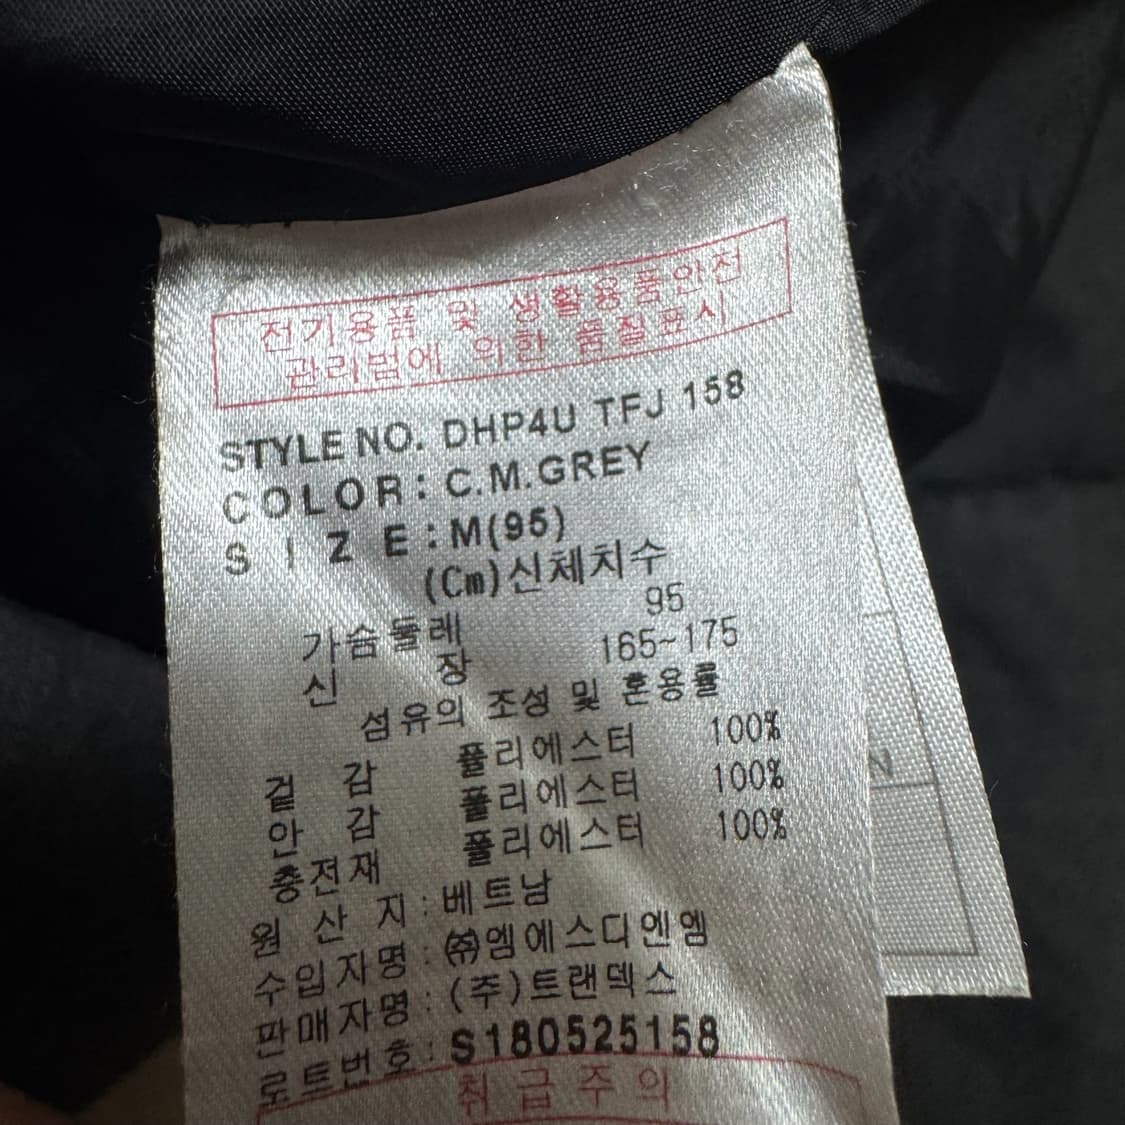 전기용품 및 생활용품안전
관리법에 의한 품질표시
STYLE NO. DHP4U TFJ 158
COLOR: C.M.GREY
SIZE: M(95)
(Cm)신체치수
가슴둘레 95
신 장 165~175
섬유의 조성 및 혼용률
겉 감 폴리에스터 100%
안 감 폴리에스터 100%
충전재 폴리에스터 100%
원 산 지 : 베트남
수입자명 : ㈜엠에스디엔엠
판매자명 : (주)트랜덱스
로트번호 : S180525158
취급주의
N